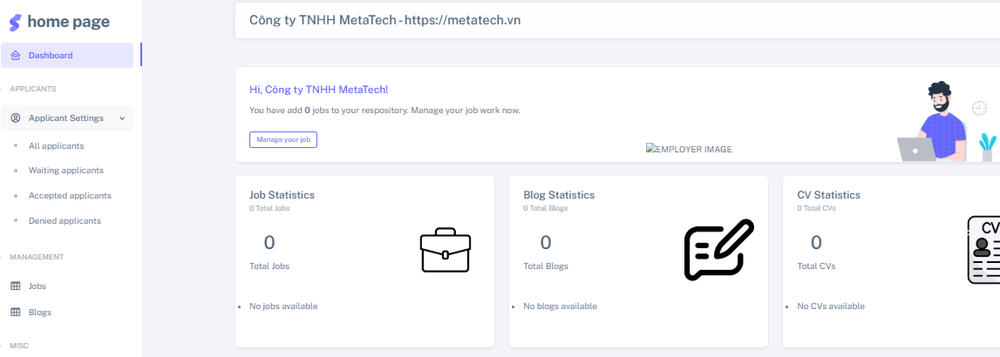 home page
Dashboard
APPLICANTS
Applicant Settings
All applicants
Waiting applicants
Accepted applicants
Denied applicants
MANAGEMENT
Jobs
Blogs
MISC
Công ty TNHH MetaTech - https://metatech.vn
Hi, Công ty TNHH MetaTech!
You have add 0 jobs to your respository. Manage your job work now.
Manage your job
EMPLOYER IMAGE
Job Statistics
0 Total Jobs
0
Total Jobs
No jobs available
Blog Statistics
0 Total Blogs
0
Total Blogs
No blogs available
CV Statistics
0 Total CVs
0
Total CVs
CV
No CVs available